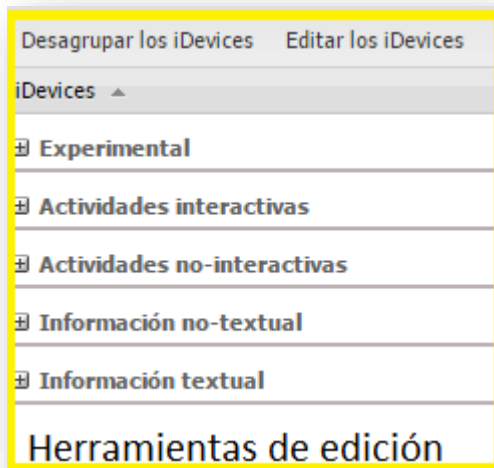 Desagrupar los iDevices Editar los iDevices
iDevices
Experimental
Actividades interactivas
Actividades no-interactivas
Información no-textual
Información textual
Herramientas de edición